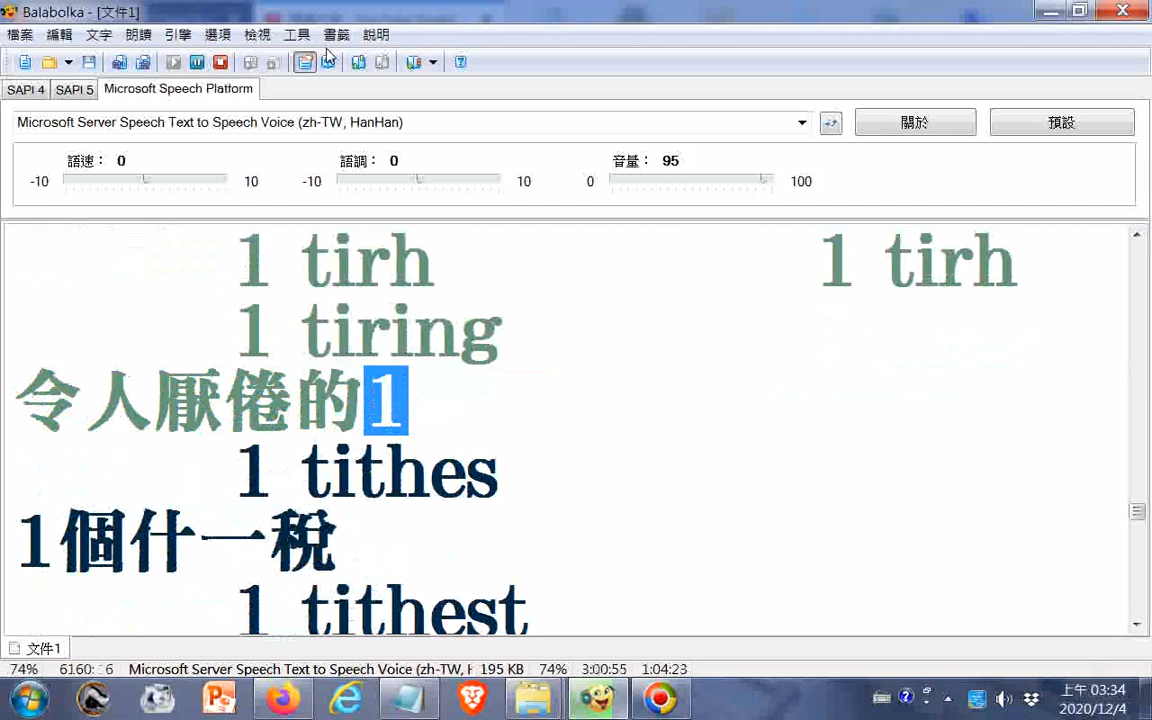 Balabolka - [文件1]
檔案 編輯 文字 朗讀 引擎 選項 檢視 工具 書籤 說明
SAPI 4 SAPI 5 Microsoft Speech Platform
Microsoft Server Speech Text to Speech Voice (zh-TW, HanHan) 關於 預設
語速： 0 語調： 0 音量： 95
-10 10 -10 10 0 100
1 tirh 1 tirh
1 tiring
令人厭倦的1
1 tithes
1個什一稅
1 tithest
文件1
74% Microsoft Server Speech Text to Speech Voice (zh-TW, 195 KB 74% 3:00:55 1:04:23
上午 03:34
2020/12/4